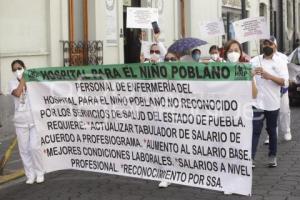 HOSPITAL PARA EL NIÑO POBLANO
PERSONAL DE ENFERMERIA DEL
HOSPITAL PARA EL NIÑO POBLANO NO RECONOCIDO
POR LOS SERVICIOS DE SALUD DEL ESTADO DE PUEBLA,
REQUIERE: *ACTUALIZAR TABULADOR DE SALARIO DE
ACUERDO A PROFESIOGRAMA. *AUMENTO AL SALARIO BASE.
*MEJORES CONDICIONES LABORALES. *SALARIOS A NIVEL
PROFESIONAL *RECONOCIMIENTO POR SSA.